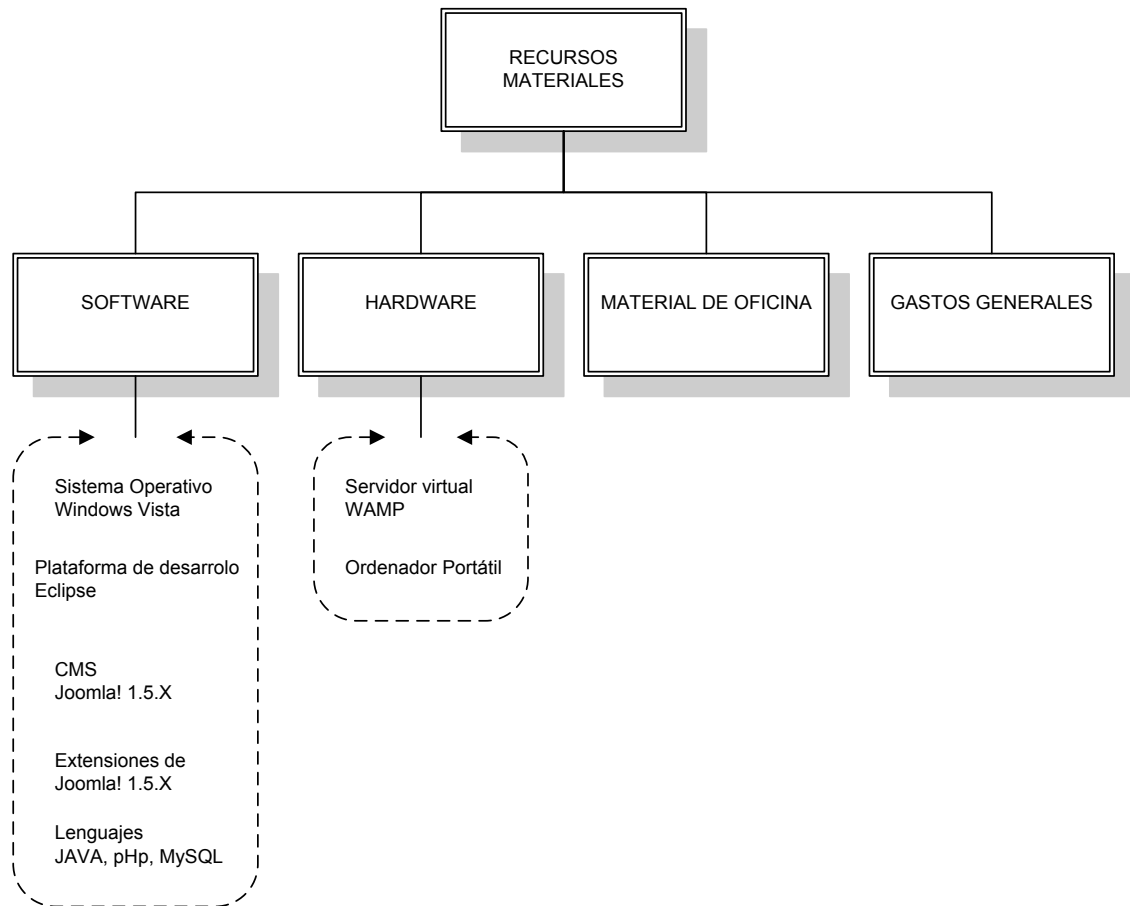 RECURSOS
MATERIALES
SOFTWARE
HARDWARE
MATERIAL DE OFICINA
GASTOS GENERALES
Sistema Operativo
Windows Vista
Plataforma de desarrolo
Eclipse
CMS
Joomla! 1.5.X
Extensiones de
Joomla! 1.5.X
Lenguajes
JAVA, pHp, MySQL
Servidor virtual
WAMP
Ordenador Portátil